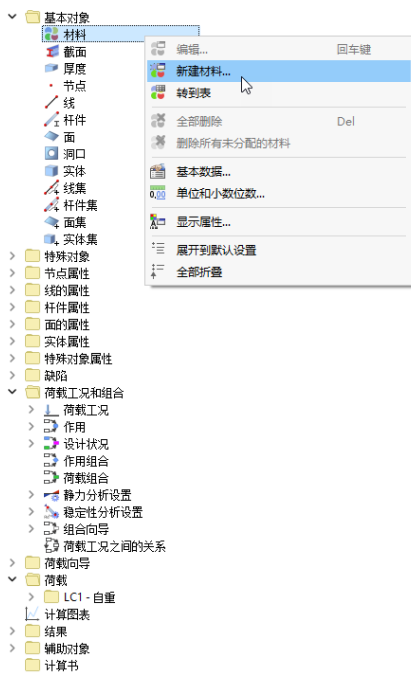 基本对象
材料
截面
厚度
节点
线
杆件
面
洞口
实体
线集
杆件集
面集
实体集
特殊对象
节点属性
线的属性
杆件属性
面的属性
实体属性
特殊对象属性
缺陷
荷载工况和组合
荷载工况
作用
设计状况
作用组合
荷载组合
静力分析设置
稳定性分析设置
组合向导
荷载工况之间的关系
荷载向导
荷载
LC1 - 自重
计算图表
结果
辅助对象
计算书
编辑... 回车键
新建材料...
转到表
全部删除 Del
删除所有未分配的材料
基本数据...
0,00 单位和小数位数...
显示属性...
展开到默认设置
全部折叠